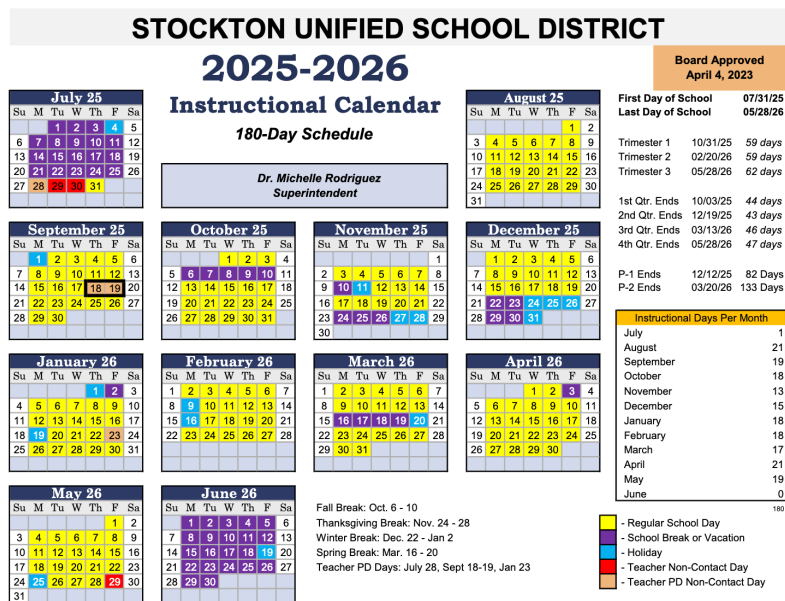 STOCKTON UNIFIED SCHOOL DISTRICT
2025-2026
Instructional Calendar
180-Day Schedule
Dr. Michelle Rodriguez
Superintendent
Board Approved
April 4, 2023
First Day of School 07/31/25
Last Day of School 05/28/26
Trimester 1 10/31/25 59 days
Trimester 2 02/20/26 59 days
Trimester 3 05/28/26 62 days
1st Qtr. Ends 10/03/25 44 days
2nd Qtr. Ends 12/19/25 43 days
3rd Qtr. Ends 03/13/26 46 days
4th Qtr. Ends 05/28/26 47 days
P-1 Ends 12/12/25 82 Days
P-2 Ends 03/20/26 133 Days
July 25
Su M Tu W Th F Sa
1 2 3 4 5
6 7 8 9 10 11 12
13 14 15 16 17 18 19
20 21 22 23 24 25 26
27 28 29 30 31
August 25
Su M Tu W Th F Sa
1 2
3 4 5 6 7 8 9
10 11 12 13 14 15 16
17 18 19 20 21 22 23
24 25 26 27 28 29 30
31
September 25
Su M Tu W Th F Sa
1 2 3 4 5 6
7 8 9 10 11 12 13
14 15 16 17 18 19 20
21 22 23 24 25 26 27
28 29 30
October 25
Su M Tu W Th F Sa
1 2 3 4
5 6 7 8 9 10 11
12 13 14 15 16 17 18
19 20 21 22 23 24 25
26 27 28 29 30 31
November 25
Su M Tu W Th F Sa
1
2 3 4 5 6 7 8
9 10 11 12 13 14 15
16 17 18 19 20 21 22
23 24 25 26 27 28 29
30
December 25
Su M Tu W Th F Sa
1 2 3 4 5 6
7 8 9 10 11 12 13
14 15 16 17 18 19 20
21 22 23 24 25 26 27
28 29 30 31
January 26
Su M Tu W Th F Sa
1 2 3
4 5 6 7 8 9 10
11 12 13 14 15 16 17
18 19 20 21 22 23 24
25 26 27 28 29 30 31
February 26
Su M Tu W Th F Sa
1 2 3 4 5 6 7
8 9 10 11 12 13 14
15 16 17 18 19 20 21
22 23 24 25 26 27 28
March 26
Su M Tu W Th F Sa
1 2 3 4 5 6 7
8 9 10 11 12 13 14
15 16 17 18 19 20 21
22 23 24 25 26 27 28
29 30 31
April 26
Su M Tu W Th F Sa
1 2 3 4
5 6 7 8 9 10 11
12 13 14 15 16 17 18
19 20 21 22 23 24 25
26 27 28 29 30
May 26
Su M Tu W Th F Sa
1 2
3 4 5 6 7 8 9
10 11 12 13 14 15 16
17 18 19 20 21 22 23
24 25 26 27 28 29 30
31
June 26
Su M Tu W Th F Sa
1 2 3 4 5 6
7 8 9 10 11 12 13
14 15 16 17 18 19 20
21 22 23 24 25 26 27
28 29 30
Instructional Days Per Month
July 1
August 21
September 19
October 18
November 13
December 15
January 18
February 18
March 17
April 21
May 19
June 0
180
Fall Break: Oct. 6 - 10
Thanksgiving Break: Nov. 24 - 28
Winter Break: Dec. 22 - Jan 2
Spring Break: Mar. 16 - 20
Teacher PD Days: July 28, Sept 18-19, Jan 23
- Regular School Day
- School Break or Vacation
- Holiday
- Teacher Non-Contact Day
- Teacher PD Non-Contact Day